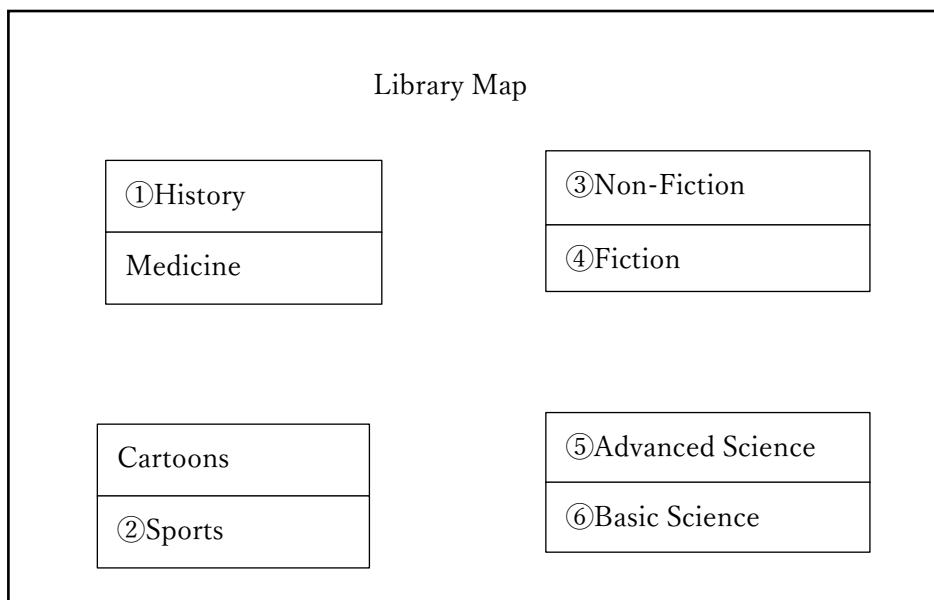 Library Map
①History
Medicine
③Non-Fiction
④Fiction
Cartoons
②Sports
⑤Advanced Science
⑥Basic Science